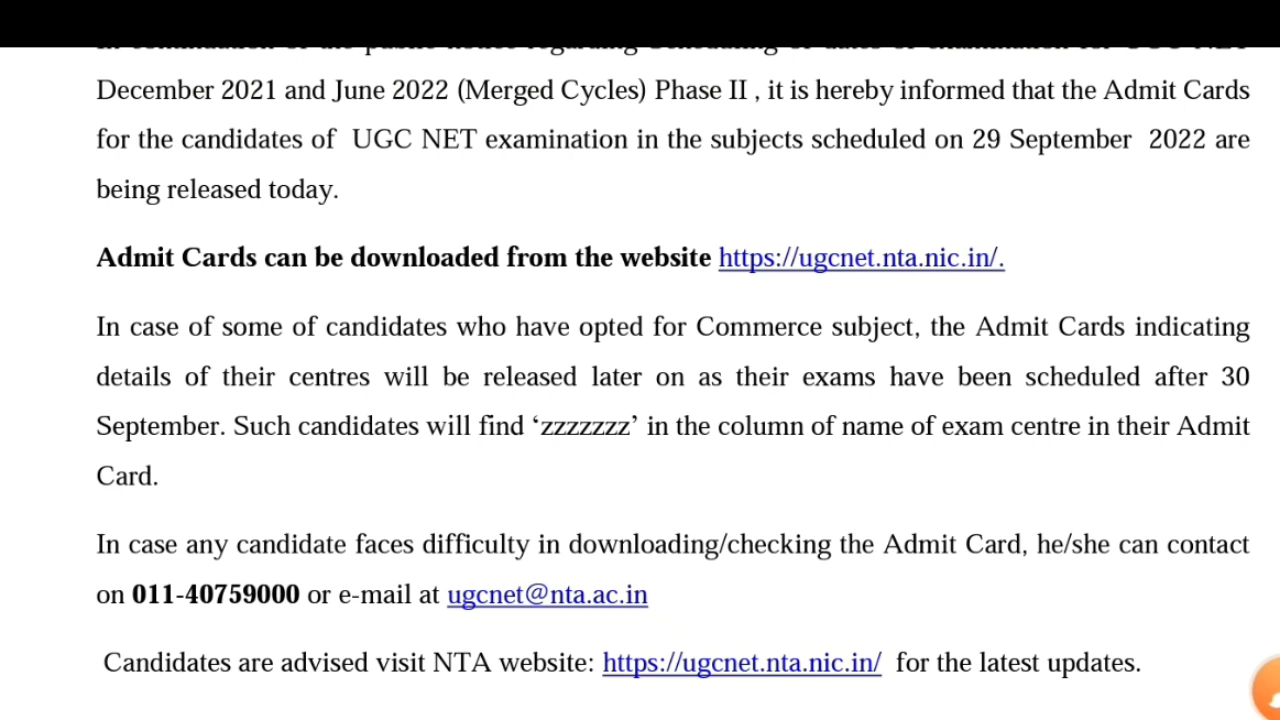 December 2021 and June 2022 (Merged Cycles) Phase II , it is hereby informed that the Admit Cards
for the candidates of UGC NET examination in the subjects scheduled on 29 September 2022 are
being released today.
Admit Cards can be downloaded from the website https://ugcnet.nta.nic.in/.
In case of some of candidates who have opted for Commerce subject, the Admit Cards indicating
details of their centres will be released later on as their exams have been scheduled after 30
September. Such candidates will find ‘zzzzzzz’ in the column of name of exam centre in their Admit
Card.
In case any candidate faces difficulty in downloading/checking the Admit Card, he/she can contact
on 011-40759000 or e-mail at ugcnet@nta.ac.in
Candidates are advised visit NTA website: https://ugcnet.nta.nic.in/ for the latest updates.